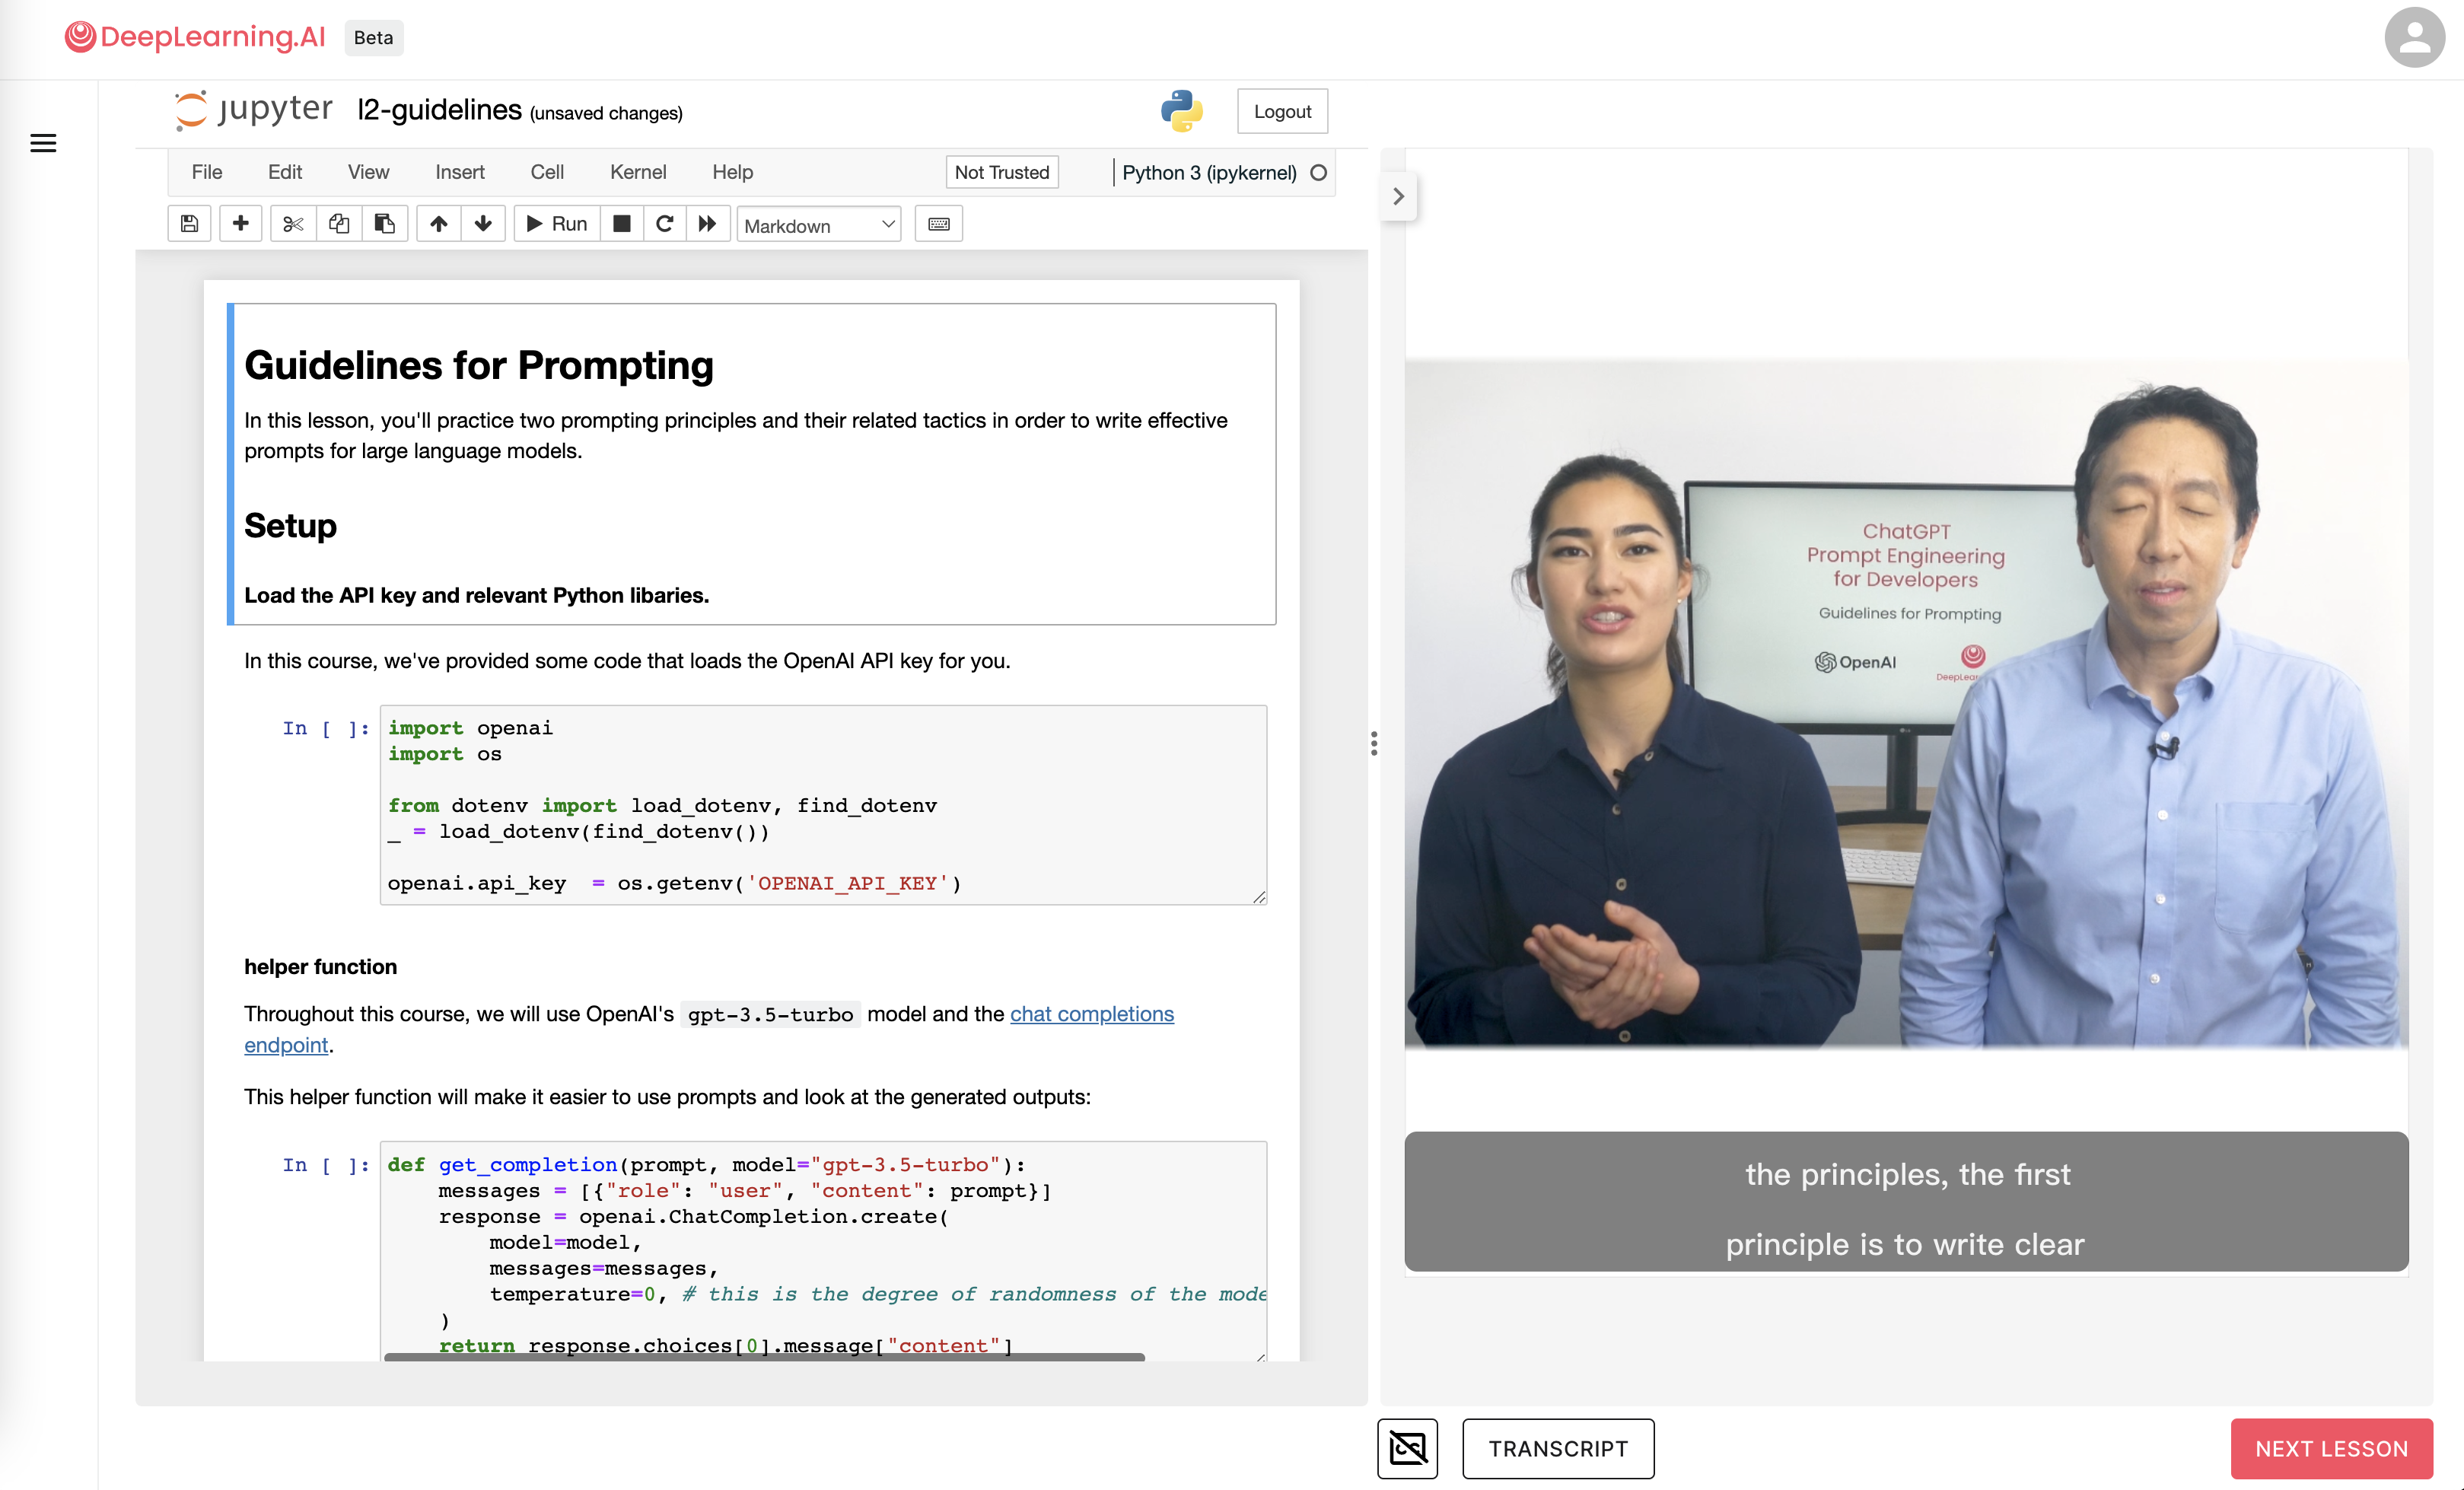 DeepLearning.AI Beta
jupyter l2-guidelines (unsaved changes)
Logout
File Edit View Insert Cell Kernel Help
Not Trusted
Python 3 (ipykernel)
Run
Markdown
Guidelines for Prompting
In this lesson, you'll practice two prompting principles and their related tactics in order to write effective
prompts for large language models.
Setup
Load the API key and relevant Python libaries.
In this course, we've provided some code that loads the OpenAI API key for you.
In [ ]:
import openai
import os
from dotenv import load_dotenv, find_dotenv
_ = load_dotenv(find_dotenv())
openai.api_key  = os.getenv('OPENAI_API_KEY')
helper function
Throughout this course, we will use OpenAI's gpt-3.5-turbo model and the chat completions
endpoint.
This helper function will make it easier to use prompts and look at the generated outputs:
In [ ]:
def get_completion(prompt, model="gpt-3.5-turbo"):
    messages = [{"role": "user", "content": prompt}]
    response = openai.ChatCompletion.create(
        model=model,
        messages=messages,
        temperature=0, # this is the degree of randomness of the mode
    )
    return response.choices[0].message["content"]
ChatGPT
Prompt Engineering
for Developers
Guidelines for Prompting
OpenAI
DeepLear
the principles, the first
principle is to write clear
TRANSCRIPT
NEXT LESSON